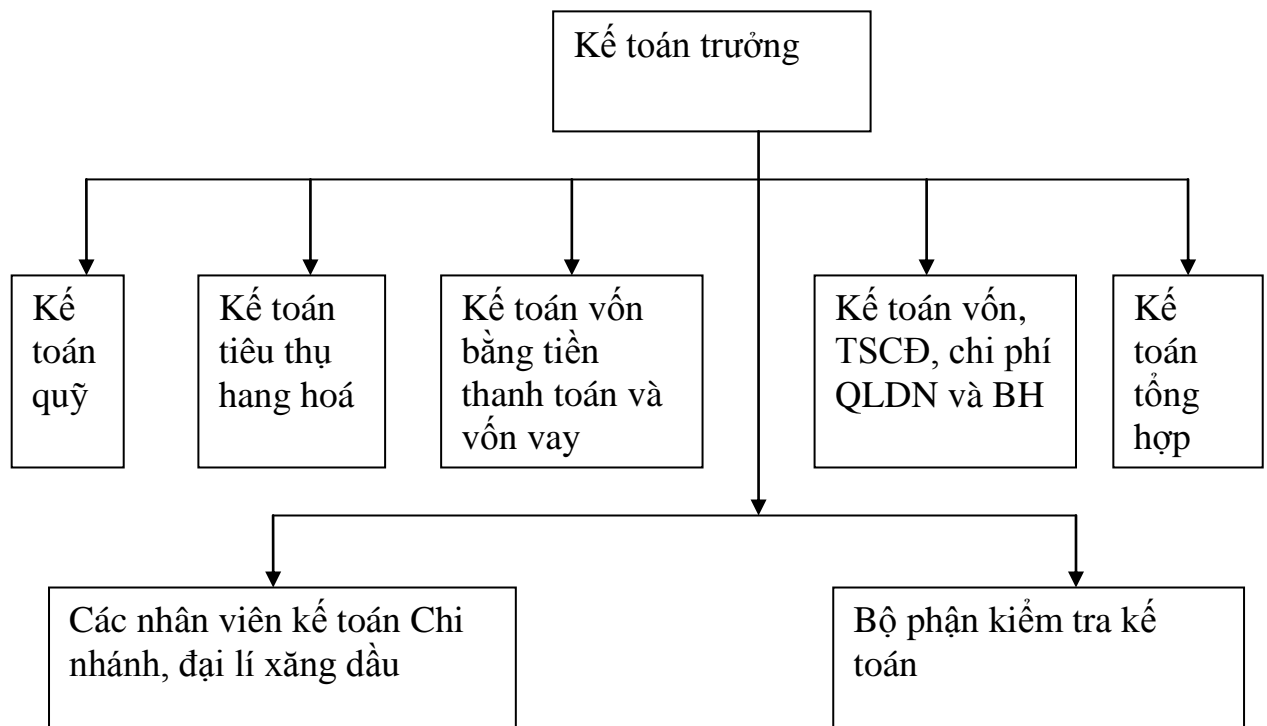 Kế toán trưởng
Kế
toán
quỹ
Kế toán
tiêu thụ
hang hoá
Kế toán vốn
bằng tiền
thanh toán và
vốn vay
Kế toán vốn,
TSCĐ, chi phí
QLDN và BH
Kế
toán
tổng
hợp
Các nhân viên kế toán Chi
nhánh, đại lí xăng dầu
Bộ phận kiểm tra kế
toán